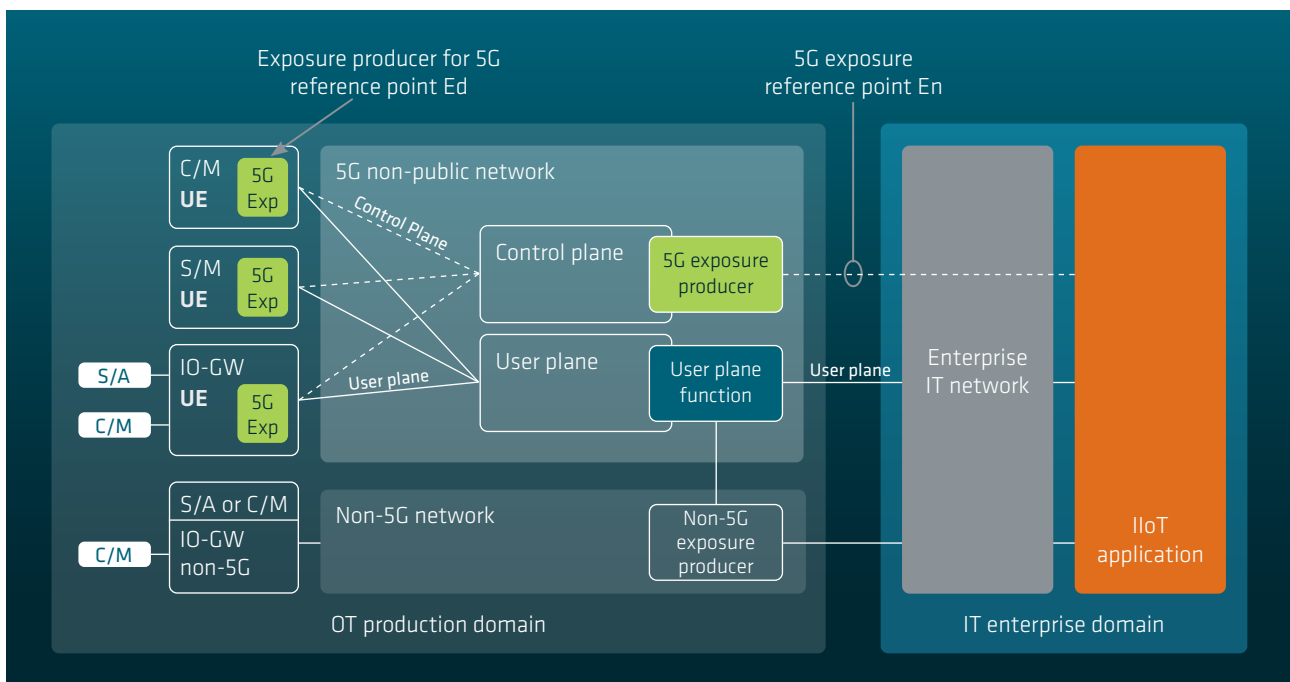 Exposure producer for 5G
reference point Ed
5G exposure
reference point En
C/M
UE
5G
Exp
S/M
UE
5G
Exp
S/A
C/M
IO-GW
UE
5G
Exp
5G non-public network
Control Plane
User plane
Control plane
5G exposure
producer
User plane
User plane
function
User plane
Enterprise
IT network
IIoT
application
C/M
S/A or C/M
IO-GW
non-5G
Non-5G network
Non-5G
exposure
producer
OT production domain
IT enterprise domain